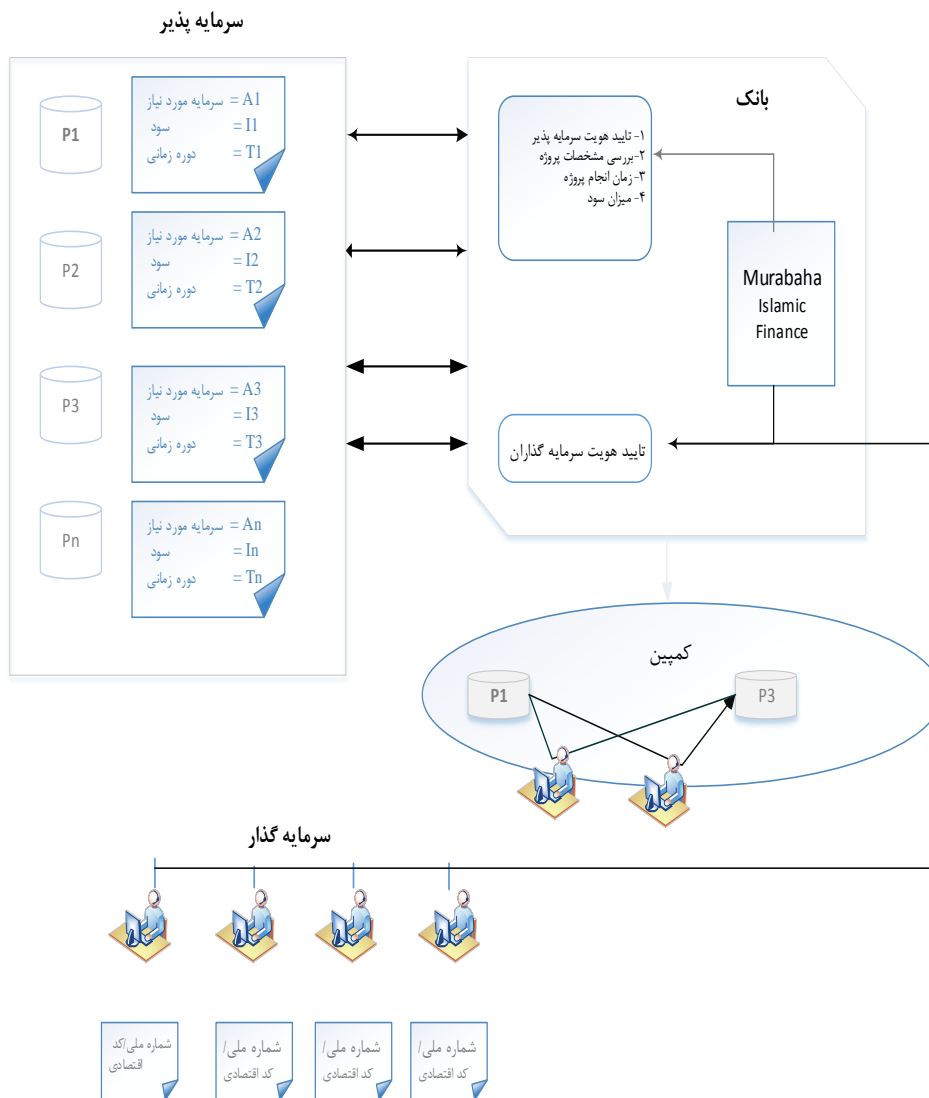 سرمایه پذیر
P1
سرمایه مورد نیاز = A1
سود = I1
دوره زمانی = T1
P2
سرمایه مورد نیاز = A2
سود = I2
دوره زمانی = T2
P3
سرمایه مورد نیاز = A3
سود = I3
دوره زمانی = T3
Pn
سرمایه مورد نیاز = An
سود = In
دوره زمانی = Tn
بانک
۱- تایید هویت سرمایه پذیر
۲-بررسی مشخصات پروژه
۳- زمان انجام پروژه
۴- میزان سود
Murabaha
Islamic
Finance
تایید هویت سرمایه گذاران
کمپین
P1
P3
سرمایه گذار
شماره ملی/کد
اقتصادی
شماره ملی/
کد اقتصادی
شماره ملی/
کد اقتصادی
شماره ملی/
کد اقتصادی